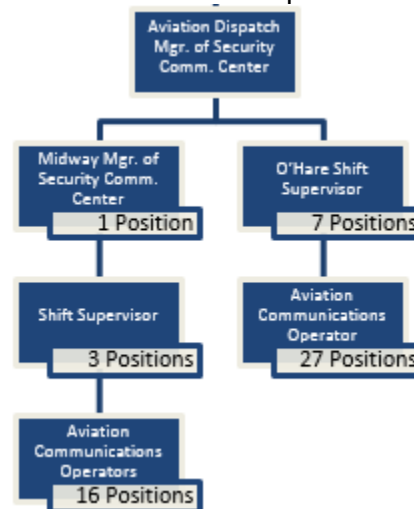 Aviation Dispatch
Mgr. of Security
Comm. Center
Midway Mgr. of
Security Comm.
Center
1 Position
O'Hare Shift
Supervisor
7 Positions
Shift Supervisor
3 Positions
Aviation
Communications
Operator
27 Positions
Aviation
Communications
Operators
16 Positions